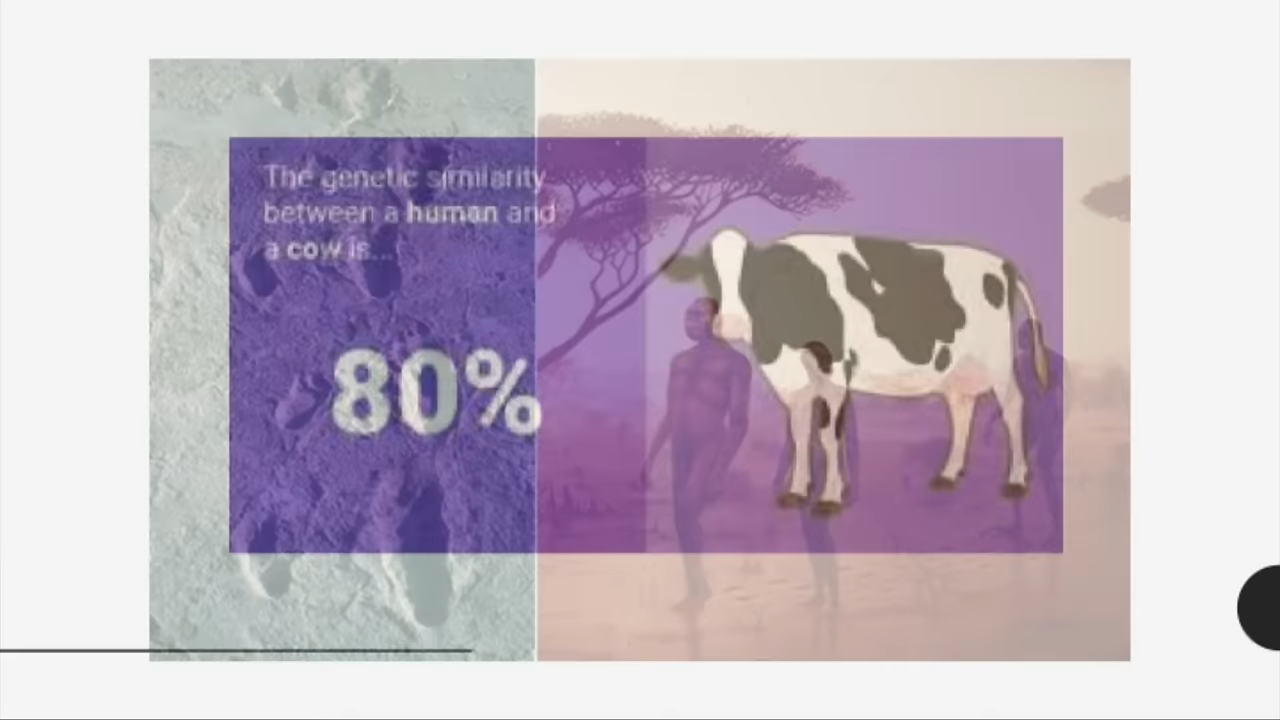 The genetic similarity
between a human and
a cow is...
80%